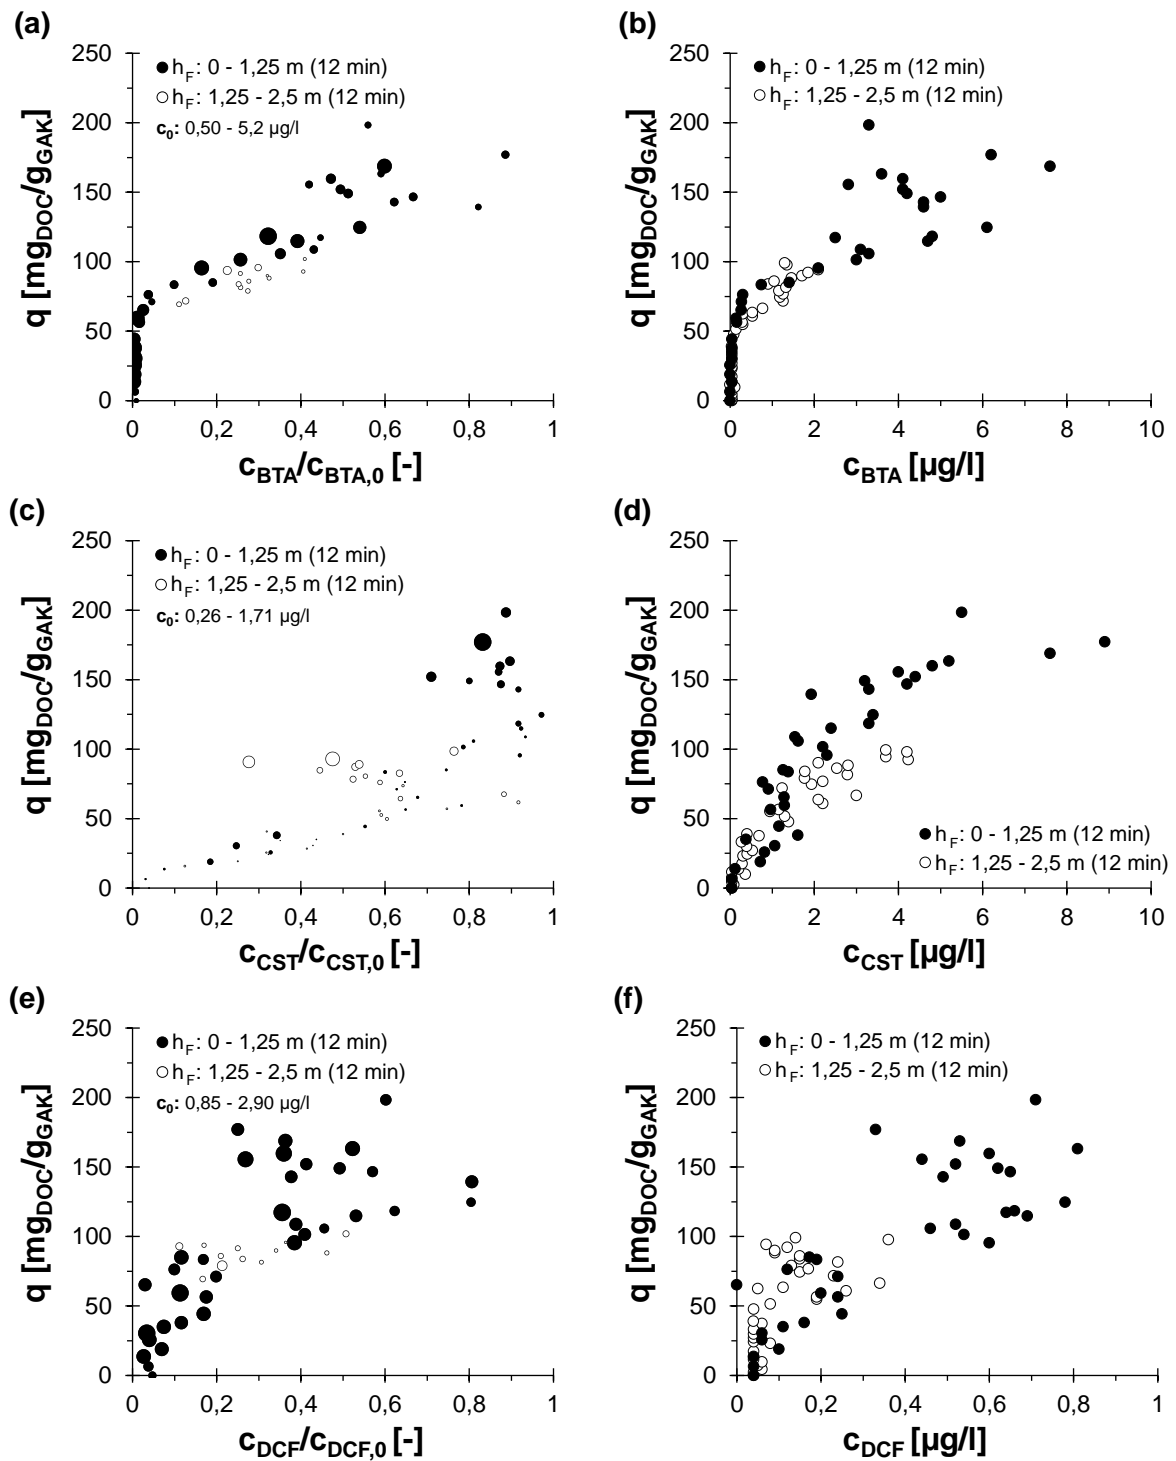 (a)
250
200
150
100
50
0
q [mg_DOC/g_GAK]
h_F: 0 - 1,25 m (12 min)
h_F: 1,25 - 2,5 m (12 min)
c_0: 0,50 - 5,2 µg/l
0 0,2 0,4 0,6 0,8 1
c_BTA/c_BTA,0 [-]
(b)
250
200
150
100
50
0
q [mg_DOC/g_GAK]
h_F: 0 - 1,25 m (12 min)
h_F: 1,25 - 2,5 m (12 min)
0 2 4 6 8 10
c_BTA [µg/l]
(c)
250
200
150
100
50
0
q [mg_DOC/g_GAK]
h_F: 0 - 1,25 m (12 min)
h_F: 1,25 - 2,5 m (12 min)
c_0: 0,26 - 1,71 µg/l
0 0,2 0,4 0,6 0,8 1
c_CST/c_CST,0 [-]
(d)
250
200
150
100
50
0
q [mg_DOC/g_GAK]
h_F: 0 - 1,25 m (12 min)
h_F: 1,25 - 2,5 m (12 min)
0 2 4 6 8 10
c_CST [µg/l]
(e)
250
200
150
100
50
0
q [mg_DOC/g_GAK]
h_F: 0 - 1,25 m (12 min)
h_F: 1,25 - 2,5 m (12 min)
c_0: 0,85 - 2,90 µg/l
0 0,2 0,4 0,6 0,8 1
c_DCF/c_DCF,0 [-]
(f)
250
200
150
100
50
0
q [mg_DOC/g_GAK]
h_F: 0 - 1,25 m (12 min)
h_F: 1,25 - 2,5 m (12 min)
0 0,2 0,4 0,6 0,8 1
c_DCF [µg/l]